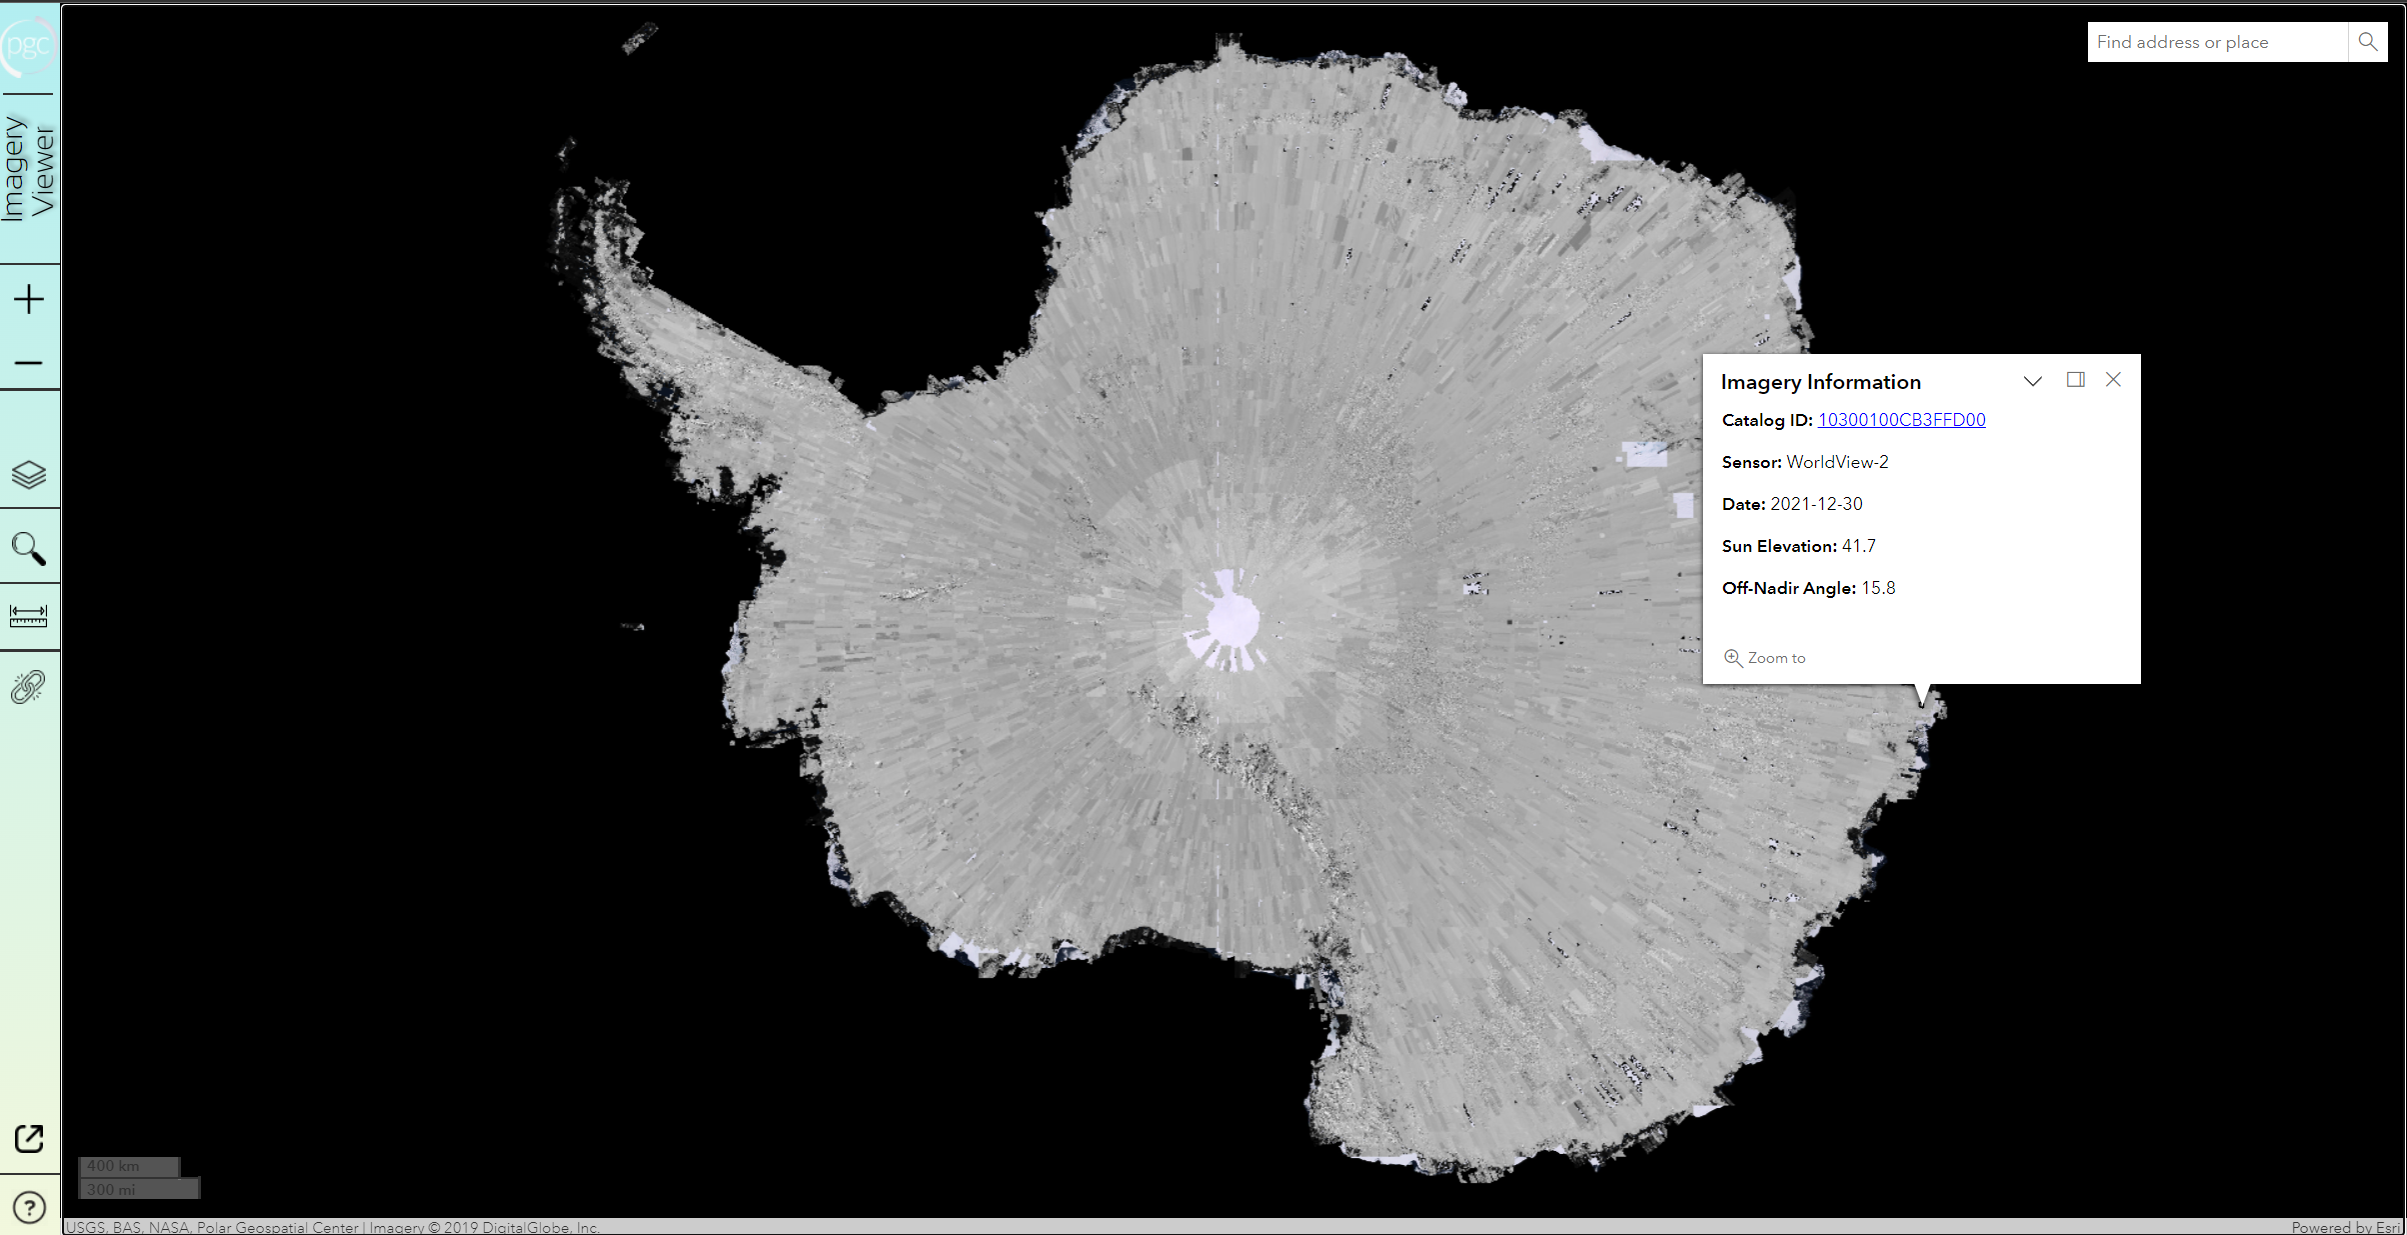 pgc
Imagery
Viewer
Find address or place
Imagery Information
Catalog ID: 10300100CB3FFD00
Sensor: WorldView-2
Date: 2021-12-30
Sun Elevation: 41.7
Off-Nadir Angle: 15.8
Zoom to
400 km
300 mi
?
USGS, BAS, NASA, Polar Geospatial Center | Imagery © 2019 DigitalGlobe, Inc.
Powered by Esri